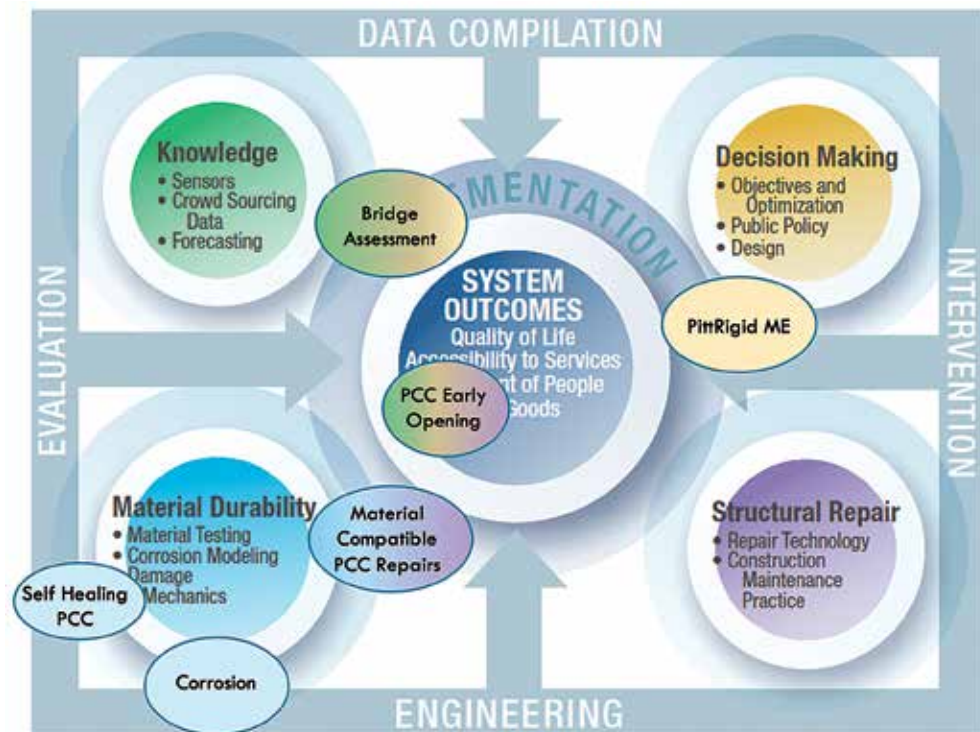 DATA COMPILATION
Knowledge
• Sensors
• Crowd Sourcing
Data
• Forecasting
Decision Making
• Objectives and
Optimization
• Public Policy
• Design
Bridge
Assessment
MENTATION
SYSTEM
OUTCOMES
Quality of Life
Accessibility to Services
of People
Goods
PittRigid ME
PCC Early
Opening
EVALUATION
INTERVENTION
Material Durability
• Material Testing
• Corrosion Modeling
Damage
Mechanics
Material
Compatible
PCC Repairs
Structural Repair
• Repair Technology
• Construction
Maintenance
Practice
Self Healing
PCC
Corrosion
ENGINEERING